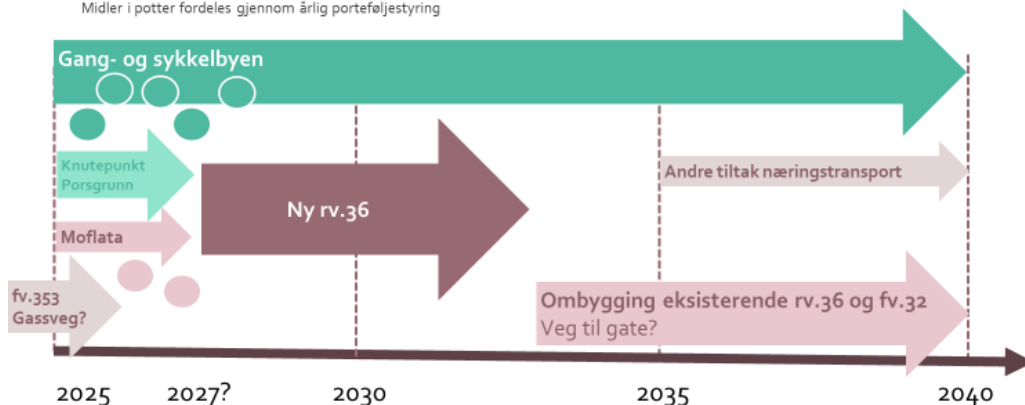 Midler i potter fordeles gjennom årlig porteføljestyring
Gang- og sykkelbyen
Knutepunkt
Porsgrunn
Andre tiltak næringstransport
Ny rv.36
Moflata
fv.353
Gassveg?
Ombygging eksisterende rv.36 og fv.32
Veg til gate?
2025 2027? 2030 2035 2040